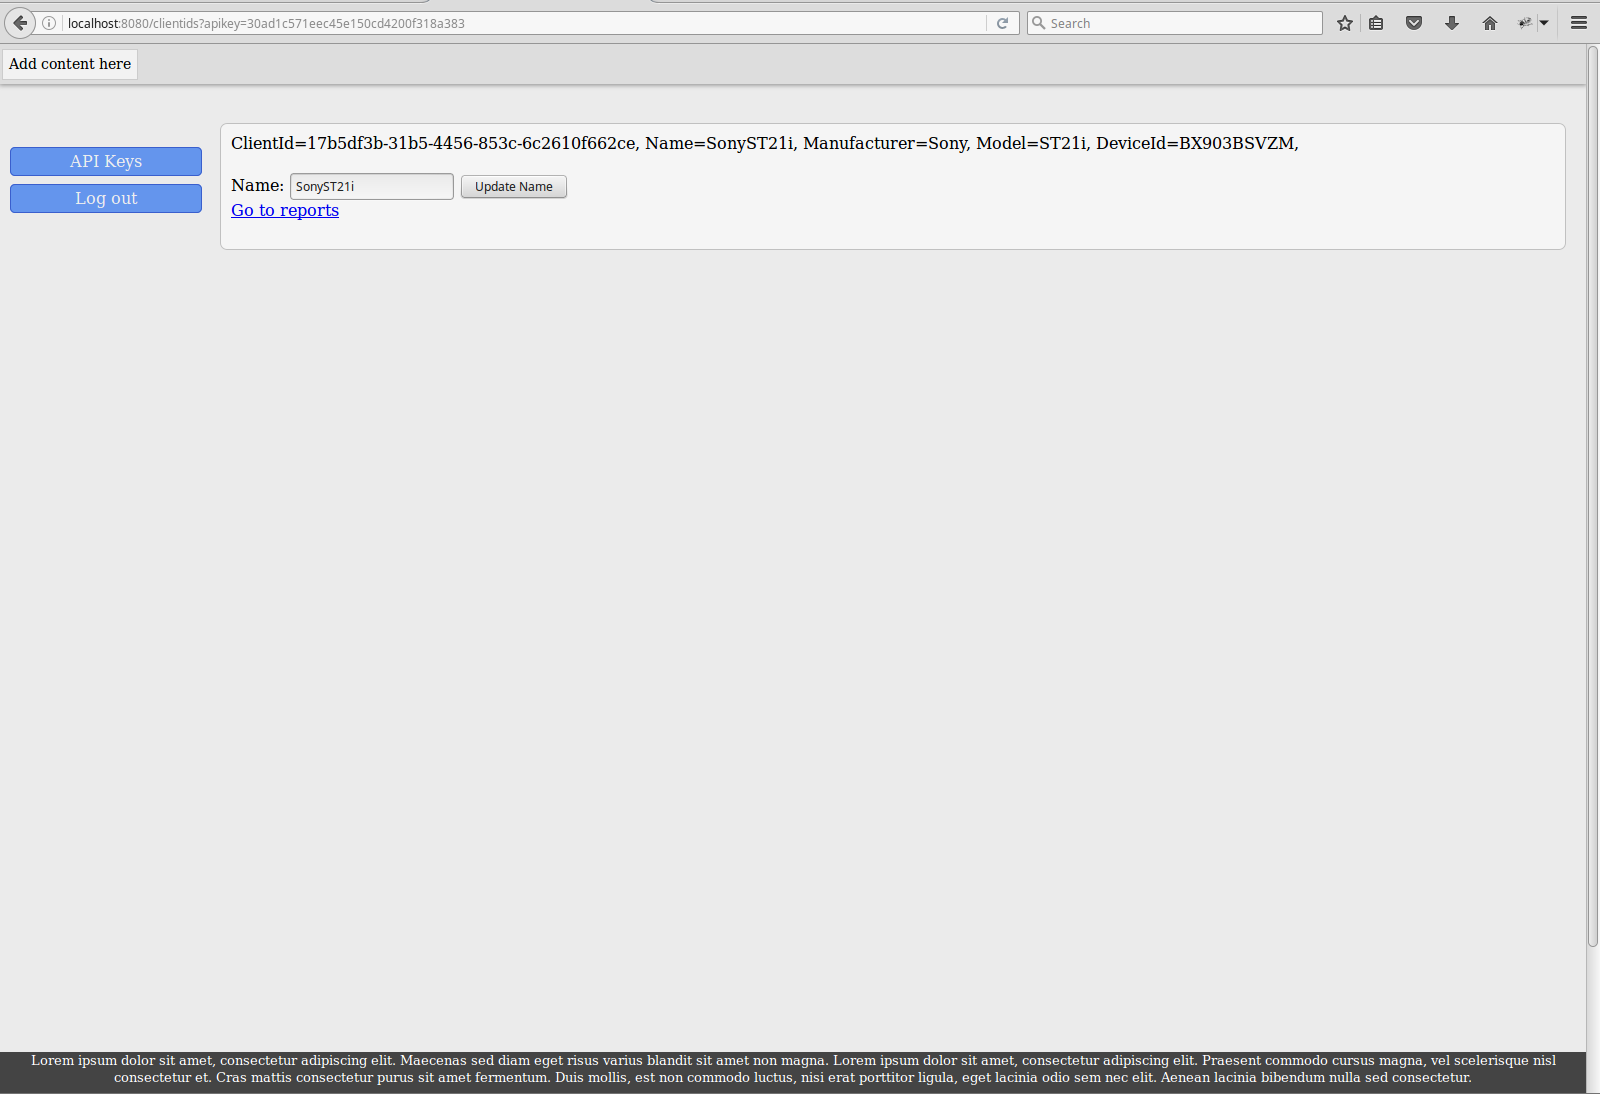 localhost:8080/clientids?apikey=30ad1c571eec45e150cd4200f318a383
Search
Add content here
API Keys
Log out
ClientId=17b5df3b-31b5-4456-853c-6c2610f662ce, Name=SonyST21i, Manufacturer=Sony, Model=ST21i, DeviceId=BX903BSVZM,
Name: SonyST21i Update Name
Go to reports
Lorem ipsum dolor sit amet, consectetur adipiscing elit. Maecenas sed diam eget risus varius blandit sit amet non magna. Lorem ipsum dolor sit amet, consectetur adipiscing elit. Praesent commodo cursus magna, vel scelerisque nisl
consectetur et. Cras mattis consectetur purus sit amet fermentum. Duis mollis, est non commodo luctus, nisi erat porttitor ligula, eget lacinia odio sem nec elit. Aenean lacinia bibendum nulla sed consectetur.